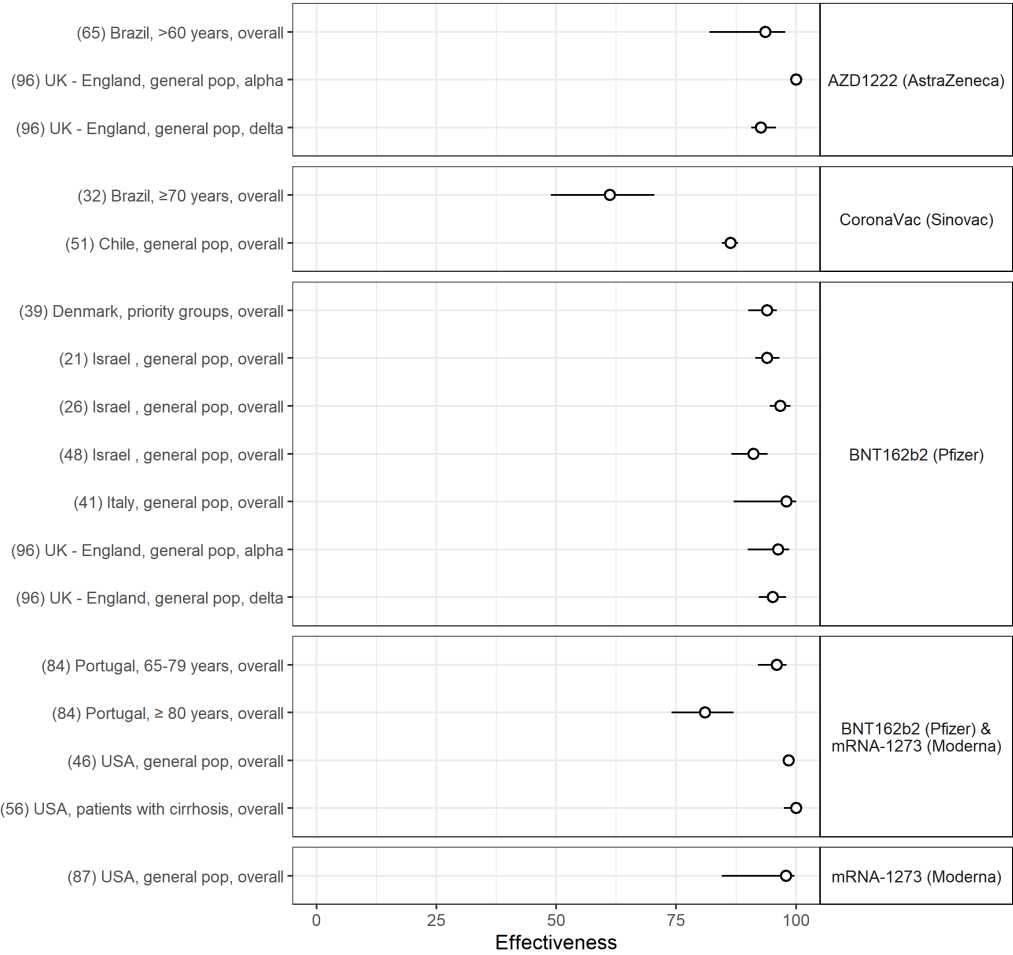 (65) Brazil, >60 years, overall
(96) UK - England, general pop, alpha
(96) UK - England, general pop, delta
AZD1222 (AstraZeneca)
(32) Brazil, ≥70 years, overall
(51) Chile, general pop, overall
CoronaVac (Sinovac)
(39) Denmark, priority groups, overall
(21) Israel , general pop, overall
(26) Israel , general pop, overall
(48) Israel , general pop, overall
(41) Italy, general pop, overall
(96) UK - England, general pop, alpha
(96) UK - England, general pop, delta
BNT162b2 (Pfizer)
(84) Portugal, 65-79 years, overall
(84) Portugal, ≥ 80 years, overall
(46) USA, general pop, overall
(56) USA, patients with cirrhosis, overall
BNT162b2 (Pfizer) &
mRNA-1273 (Moderna)
(87) USA, general pop, overall
mRNA-1273 (Moderna)
0 25 50 75 100
Effectiveness